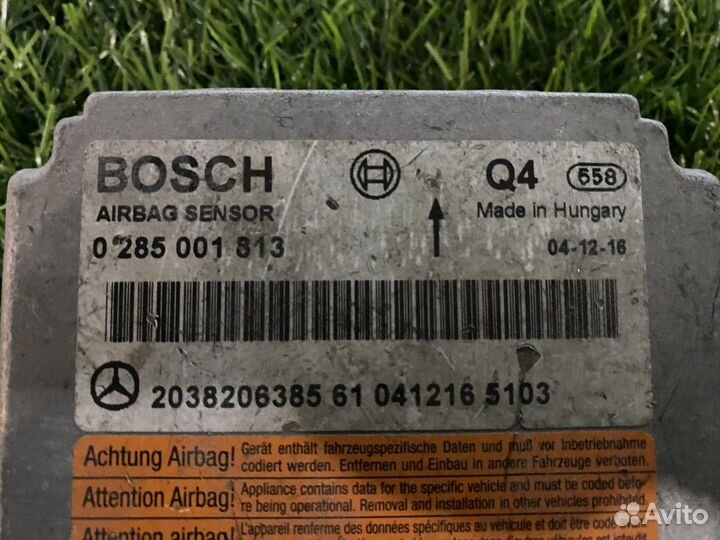 BOSCH
Q4 558
AIRBAG SENSOR
Made in Hungary
0 285 001 813
04-12-16
2038206385 61 041216 5103
Achtung Airbag! Gerät enthält fahrzeugspezifische Daten und muß vor Inbetriebnahme
codiert werden. Entfernen und Einbau in andere Fahrzeuge verboten.
Attention Airbag! Appliance contains data for the specific vehicle and must be coded befo-
re being operational. Removal and installation in other vehicles prohibited.
Attention airbag! L'appareil renferme des données spécifiques au véhicule et doit être codé
Avito